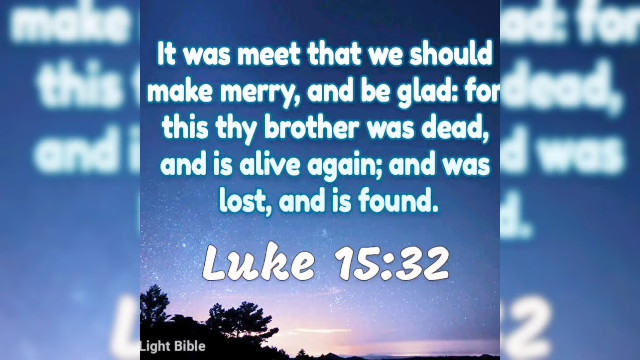 It was meet that we should
make merry, and be glad: for
this thy brother was dead,
and is alive again; and was
lost, and is found.
Luke 15:32
Light Bible